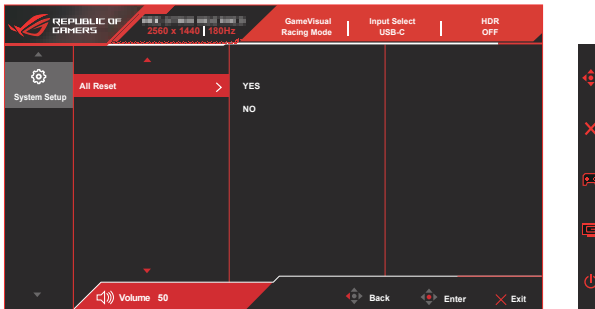 REPUBLIC OF
GAMERS
2560 x 1440 180Hz
GameVisual
Racing Mode
Input Select
USB-C
HDR
OFF
System Setup
All Reset
YES
NO
Volume 50
Back
Enter
Exit